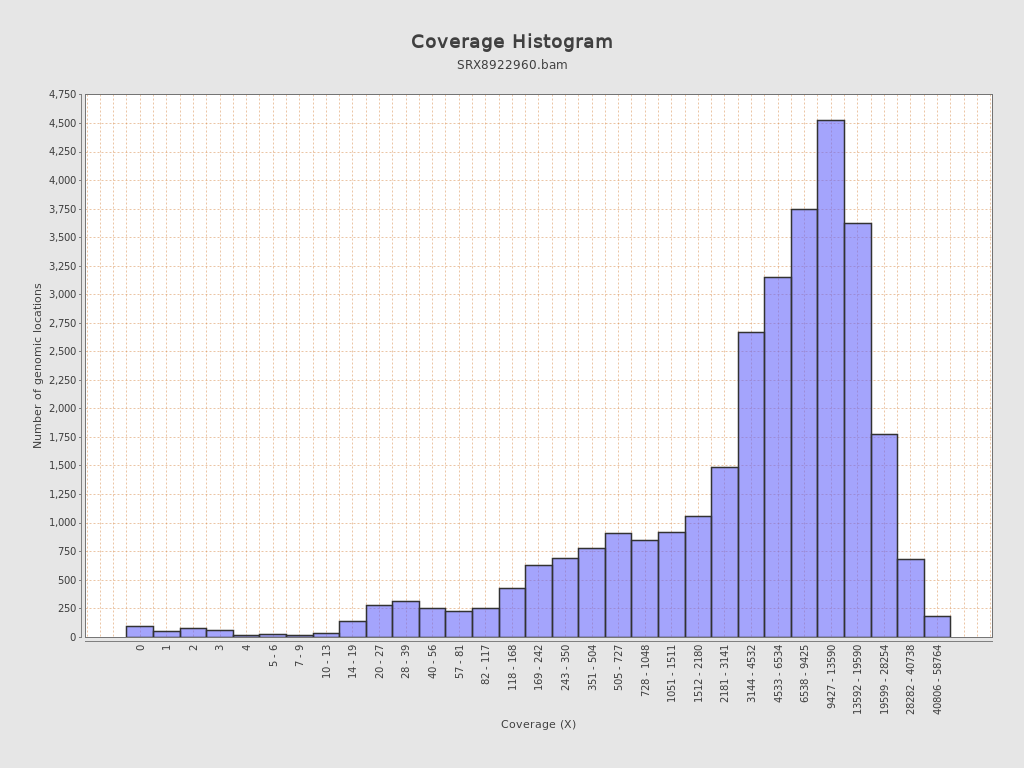 Coverage Histogram
SRX8922960.bam
Number of genomic locations
4,750
4,500
4,250
4,000
3,750
3,500
3,250
3,000
2,750
2,500
2,250
2,000
1,750
1,500
1,250
1,000
750
500
250
0
0
1
2
3
4
5 - 6
7 - 9
10 - 13
14 - 19
20 - 27
28 - 39
40 - 56
57 - 81
82 - 117
118 - 168
169 - 242
243 - 350
351 - 504
505 - 727
728 - 1048
1051 - 1511
1512 - 2180
2181 - 3141
3144 - 4532
4533 - 6534
6538 - 9425
9427 - 13590
13592 - 19590
19599 - 28254
28282 - 40738
40806 - 58764
Coverage (X)